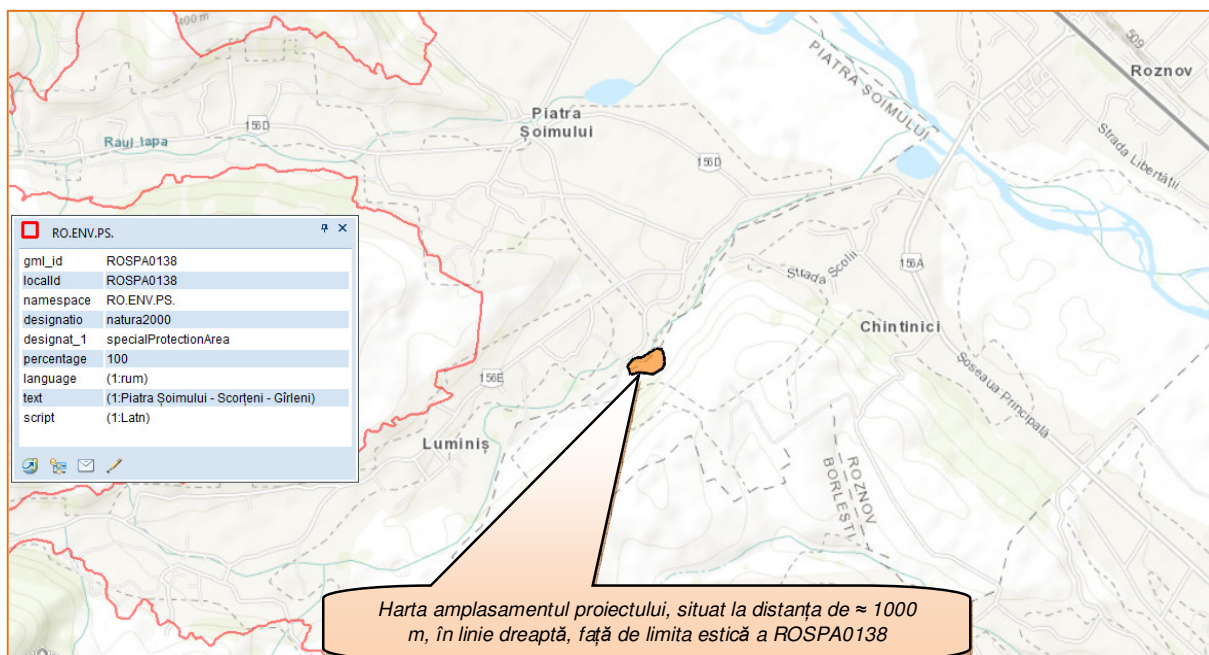 400 m
509
Roznov
PIATRA ȘOIMULUI
Piatra
Șoimului
156D
Raul Iapa
156D
Strada Libertății
RO.ENV.PS.
gml_id ROSPA0138
localId ROSPA0138
namespace RO.ENV.PS.
designatio natura2000
designat_1 specialProtectionArea
percentage 100
language (1:rum)
text (1:Piatra Șoimului - Scorțeni - Gîrleni)
script (1:Latn)
Strada Școlii
156A
Chintinici
Șoseaua Principală
156E
Luminiș
ROZNOV
BORLEȘTI
Harta amplasamentul proiectului, situat la distanța de ≈ 1000
m, în linie dreaptă, față de limita estică a ROSPA0138